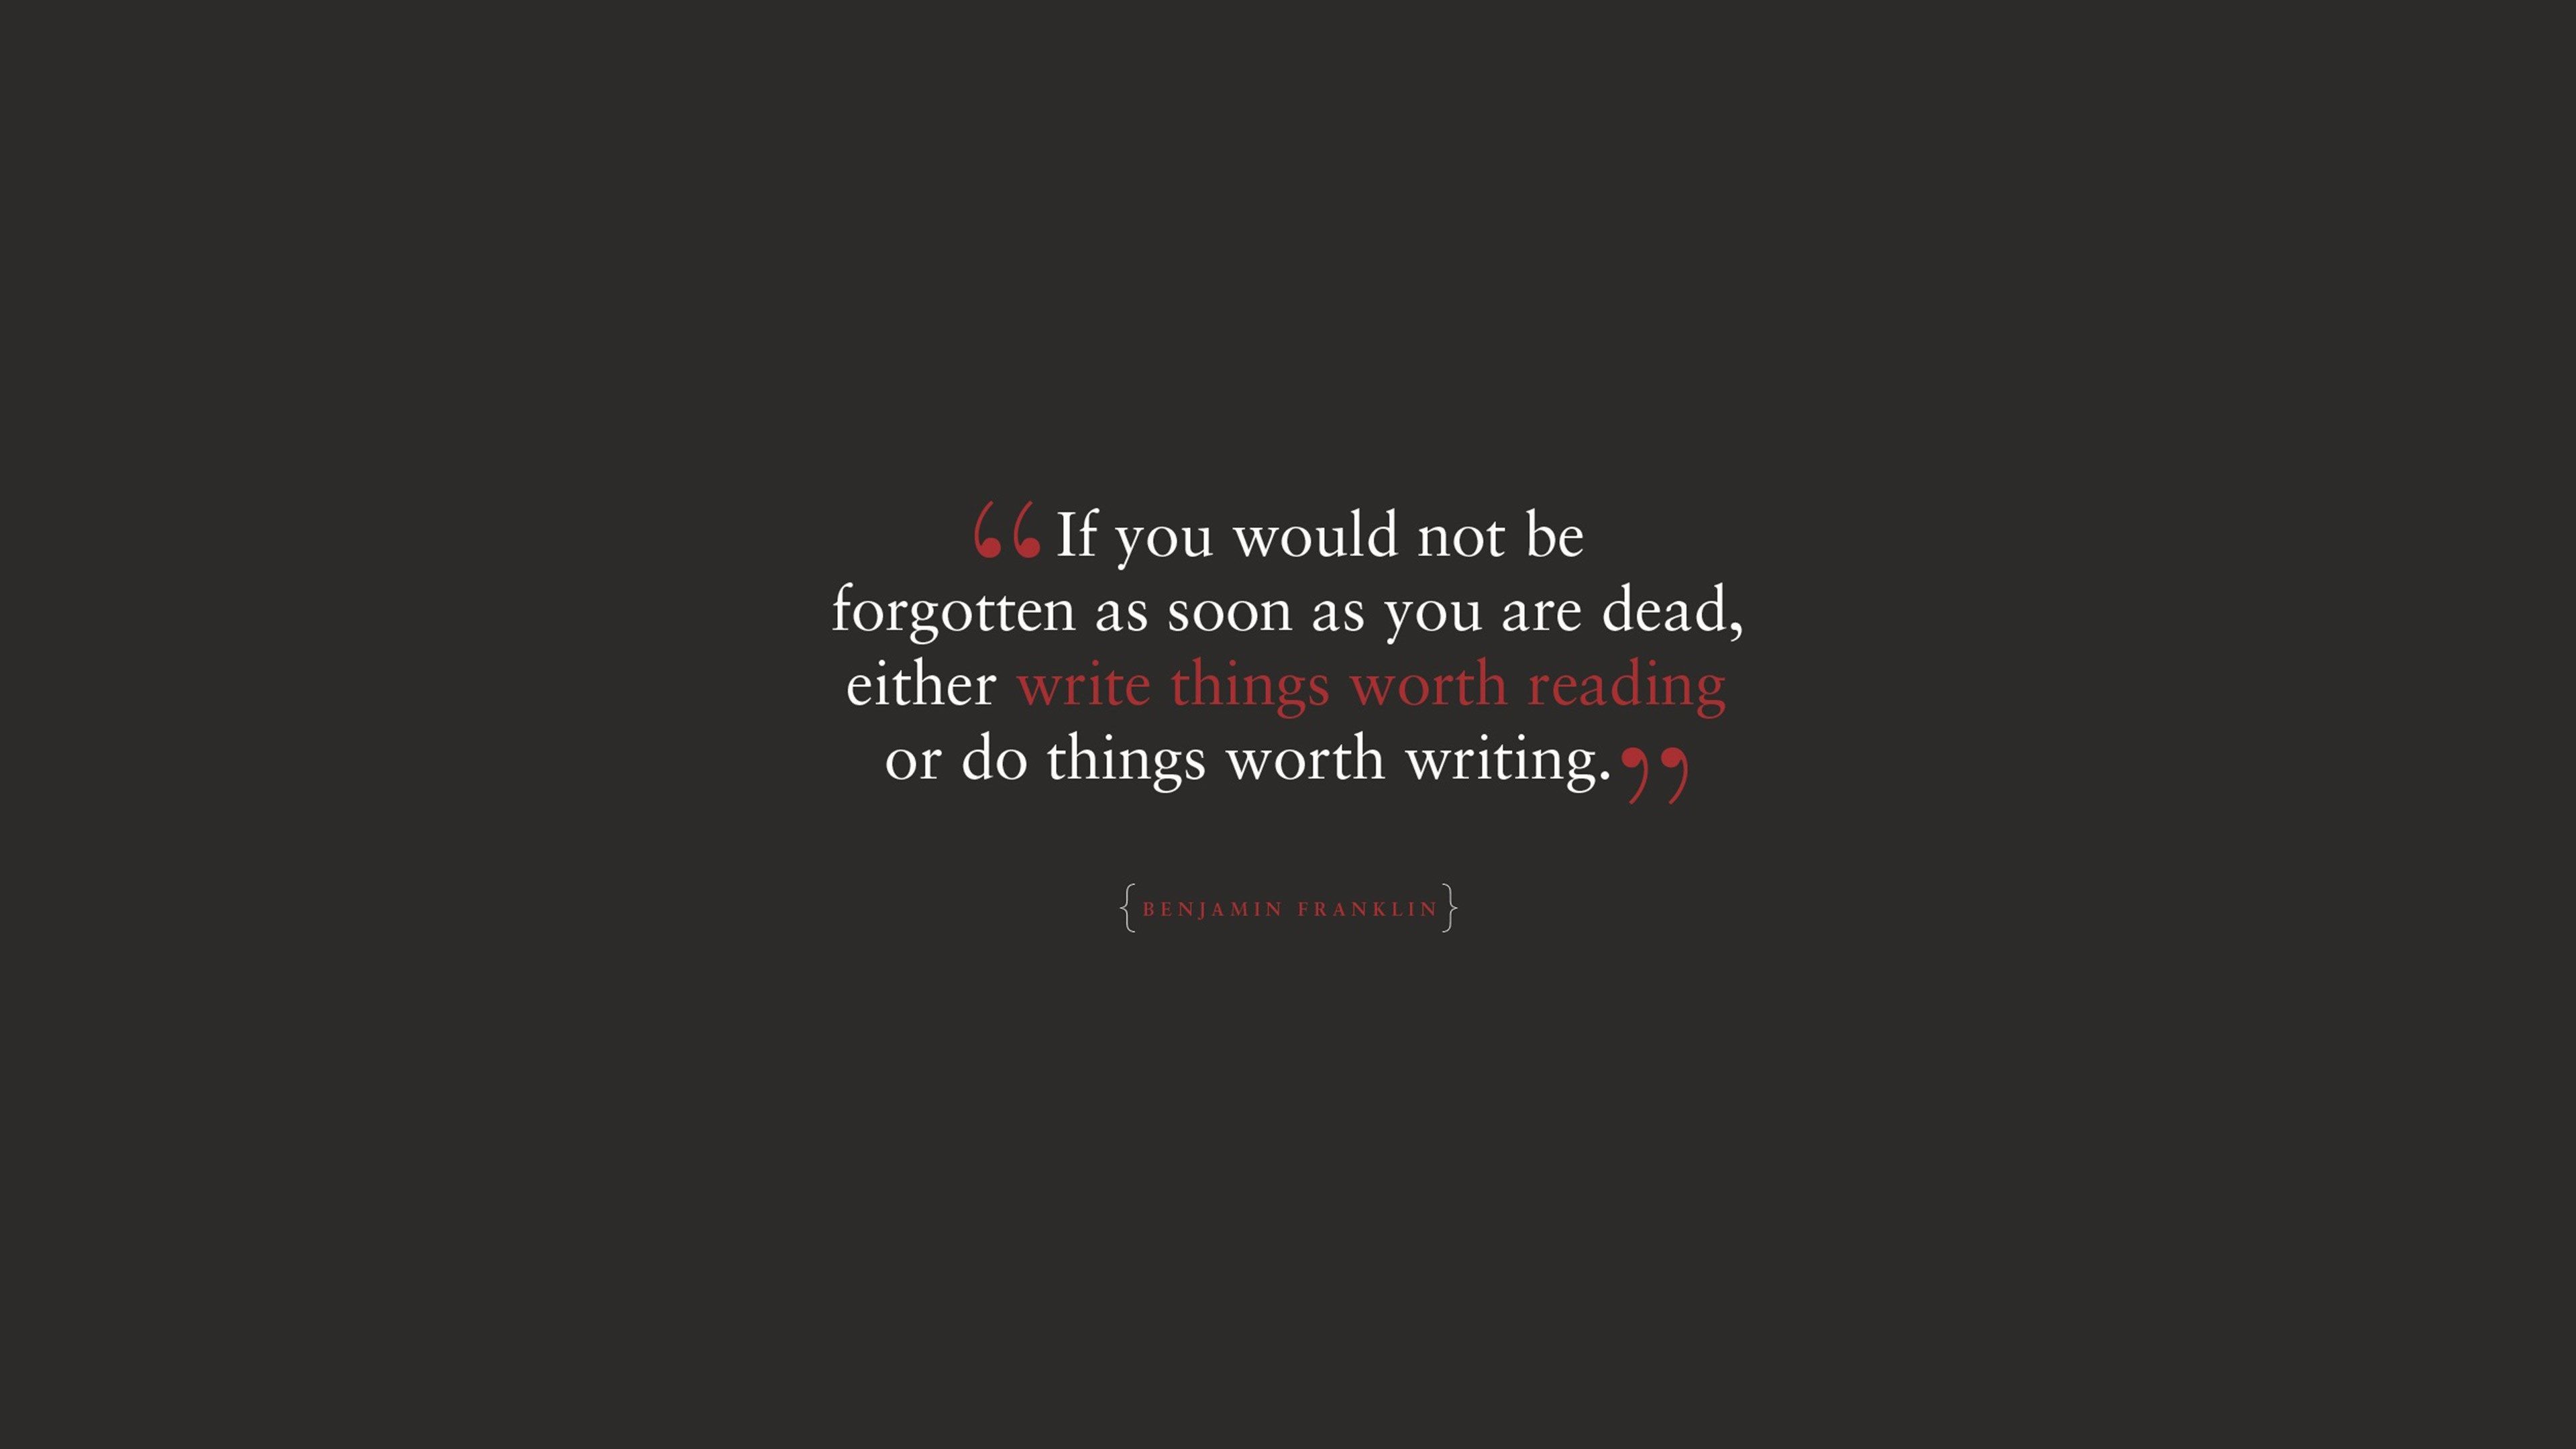 “If you would not be
forgotten as soon as you are dead,
either write things worth reading
or do things worth writing.”
{BENJAMIN FRANKLIN}